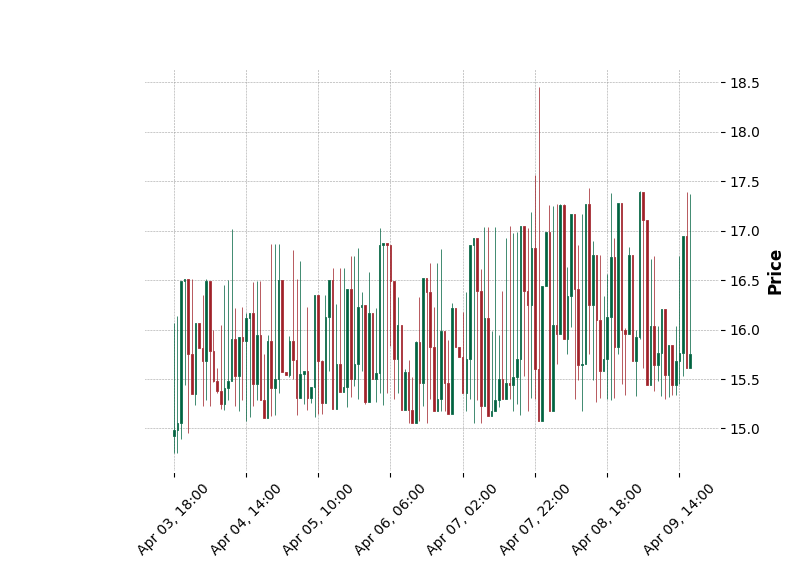 18.5
18.0
17.5
17.0
16.5
16.0
15.5
15.0
Price
Apr 03, 18:00
Apr 04, 14:00
Apr 05, 10:00
Apr 06, 06:00
Apr 07, 02:00
Apr 07, 22:00
Apr 08, 18:00
Apr 09, 14:00